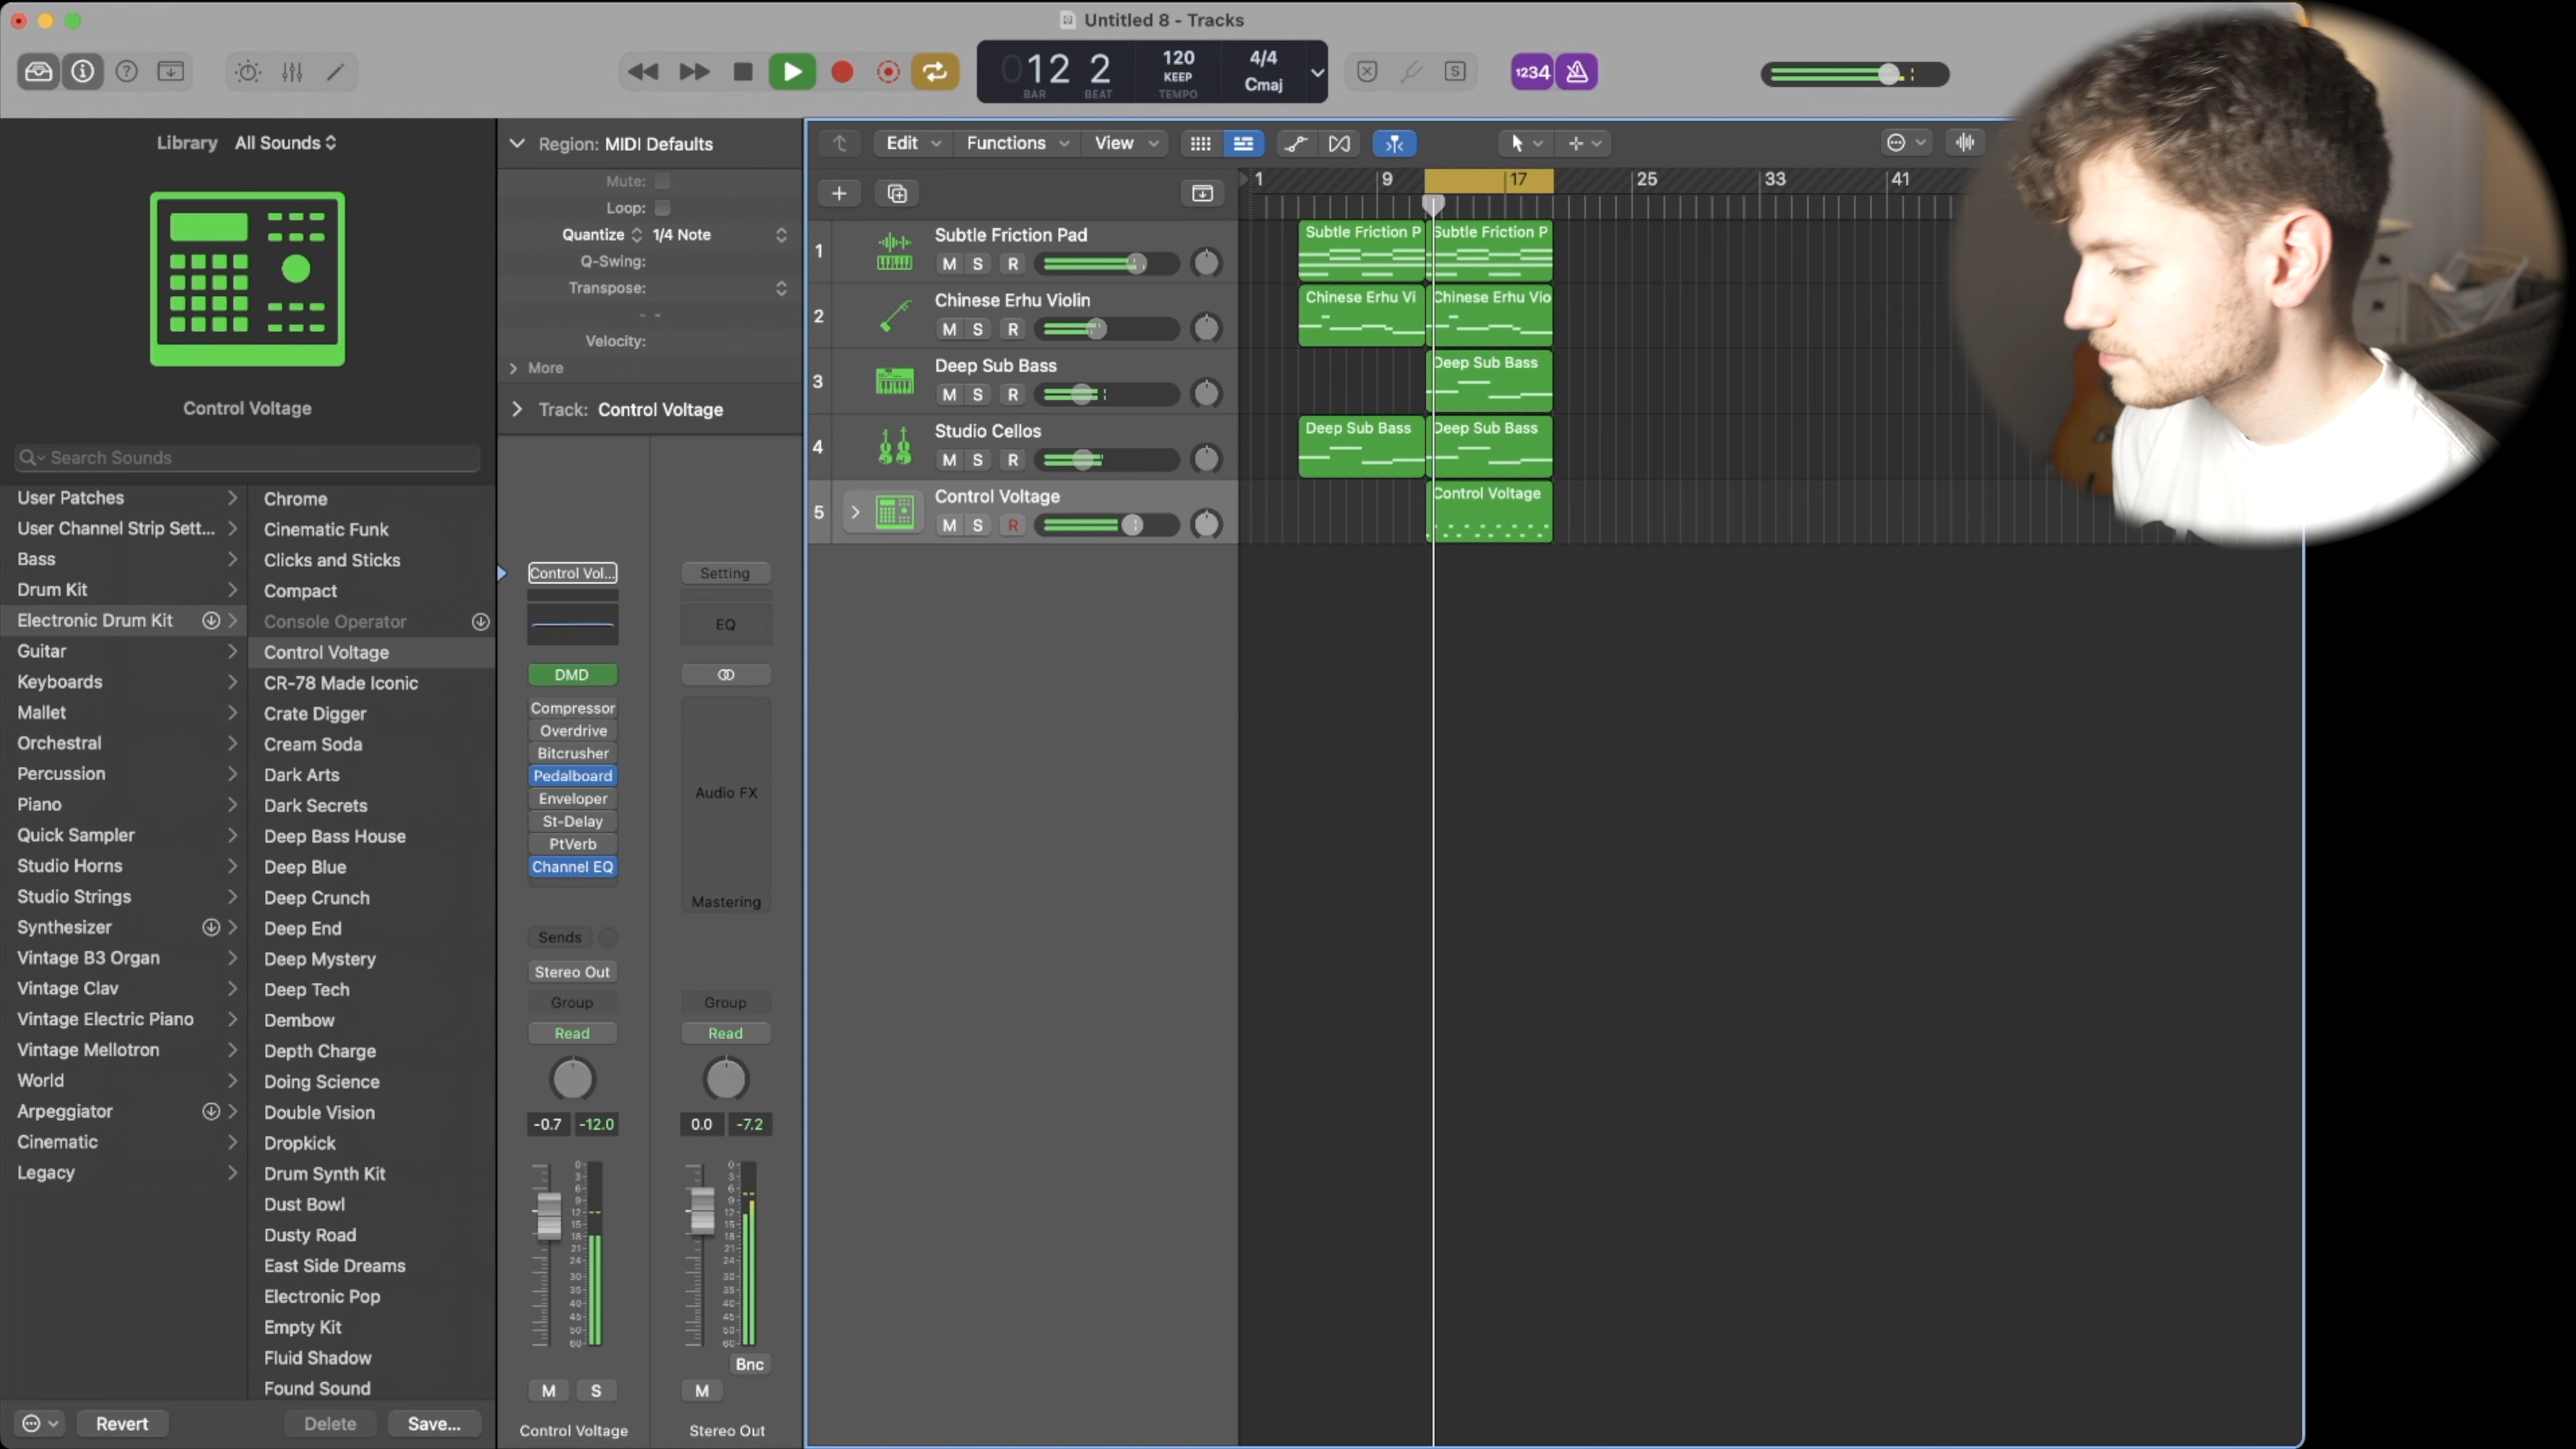 Untitled 8 - Tracks
012 2
BAR BEAT
120
KEEP
TEMPO
4/4
Cmaj
S
1234
Library All Sounds
Control Voltage
Search Sounds
User Patches
User Channel Strip Sett...
Bass
Drum Kit
Electronic Drum Kit
Guitar
Keyboards
Mallet
Orchestral
Percussion
Piano
Quick Sampler
Studio Horns
Studio Strings
Synthesizer
Vintage B3 Organ
Vintage Clav
Vintage Electric Piano
Vintage Mellotron
World
Arpeggiator
Cinematic
Legacy
Chrome
Cinematic Funk
Clicks and Sticks
Compact
Console Operator
Control Voltage
CR-78 Made Iconic
Crate Digger
Cream Soda
Dark Arts
Dark Secrets
Deep Bass House
Deep Blue
Deep Crunch
Deep End
Deep Mystery
Deep Tech
Dembow
Depth Charge
Doing Science
Double Vision
Dropkick
Drum Synth Kit
Dust Bowl
Dusty Road
East Side Dreams
Electronic Pop
Empty Kit
Fluid Shadow
Found Sound
Revert
Delete
Save...
Region: MIDI Defaults
Mute:
Loop:
Quantize 1/4 Note
Q-Swing:
Transpose:
- -
Velocity:
More
Track: Control Voltage
Control Vol...
DMD
Compressor
Overdrive
Bitcrusher
Pedalboard
Enveloper
St-Delay
PtVerb
Channel EQ
Sends
Stereo Out
Group
Read
-0.7 -12.0
M S
Control Voltage
Setting
EQ
Audio FX
Mastering
Group
Read
0.0 -7.2
Bnc
M
Stereo Out
Edit
Functions
View
1 9 17 25 33 41
1 Subtle Friction Pad
M S R
2 Chinese Erhu Violin
M S R
3 Deep Sub Bass
M S R
4 Studio Cellos
M S R
5 Control Voltage
M S R
Subtle Friction P
Subtle Friction P
Chinese Erhu Vi
Chinese Erhu Vio
Deep Sub Bass
Deep Sub Bass
Deep Sub Bass
Control Voltage